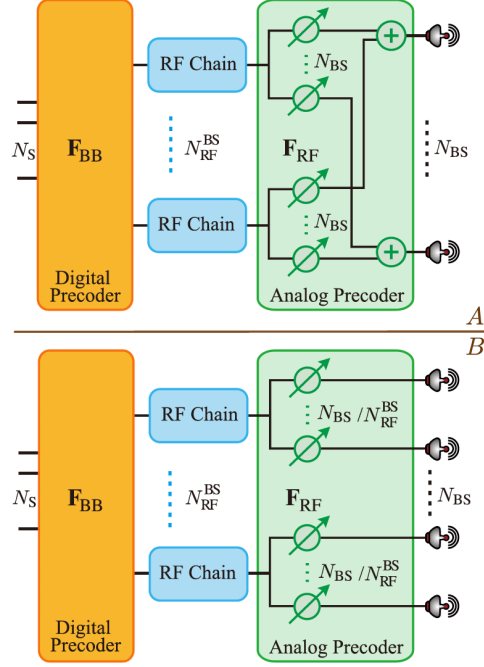 RF Chain
N_BS
N_S
F_BB
N_RF^BS
F_RF
N_BS
RF Chain
N_BS
Digital
Precoder
Analog Precoder
A
B
RF Chain
N_BS /N_RF^BS
N_S
F_BB
N_RF^BS
F_RF
N_BS
RF Chain
N_BS /N_RF^BS
Digital
Precoder
Analog Precoder